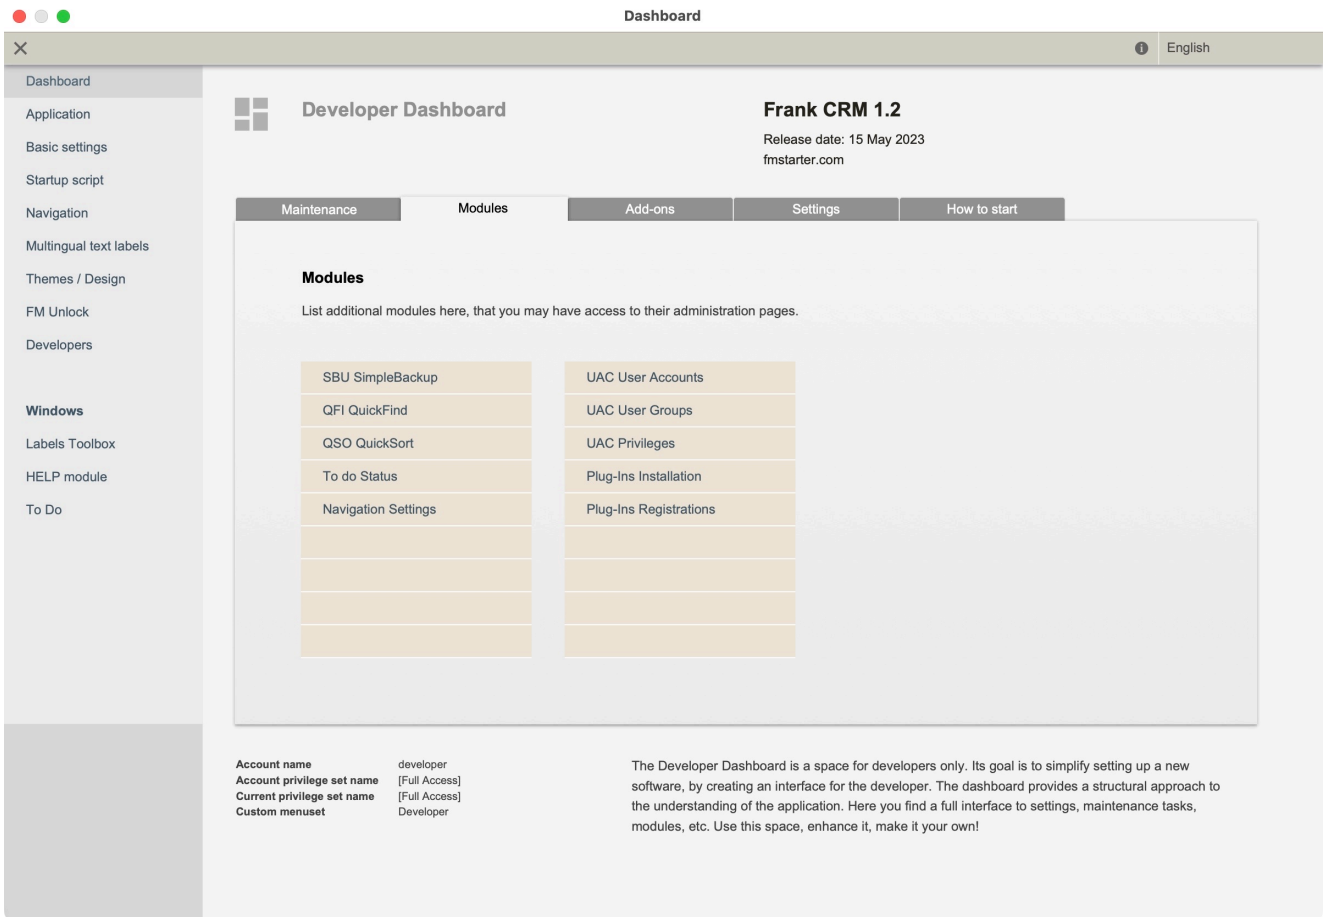 Dashboard
English
Dashboard
Application
Basic settings
Startup script
Navigation
Multingual text labels
Themes / Design
FM Unlock
Developers
Windows
Labels Toolbox
HELP module
To Do
Developer Dashboard
Frank CRM 1.2
Release date: 15 May 2023
fmstarter.com
Maintenance
Modules
Add-ons
Settings
How to start
Modules
List additional modules here, that you may have access to their administration pages.
SBU SimpleBackup
QFI QuickFind
QSO QuickSort
To do Status
Navigation Settings
UAC User Accounts
UAC User Groups
UAC Privileges
Plug-Ins Installation
Plug-Ins Registrations
Account name developer
Account privilege set name [Full Access]
Current privilege set name [Full Access]
Custom menuset Developer
The Developer Dashboard is a space for developers only. Its goal is to simplify setting up a new
software, by creating an interface for the developer. The dashboard provides a structural approach to
the understanding of the application. Here you find a full interface to settings, maintenance tasks,
modules, etc. Use this space, enhance it, make it your own!